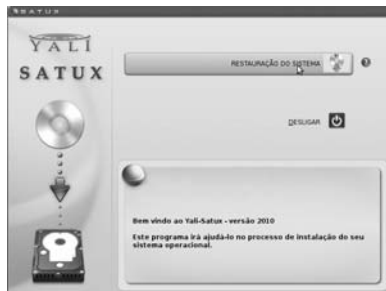 SATUX
YALI
SATUX
RESTAURAÇÃO DO SISTEMA
DESLIGAR
Bem vindo ao Yali-Satux - versão 2010
Este programa irá ajudá-lo no processo de instalação do seu
sistema operacional.